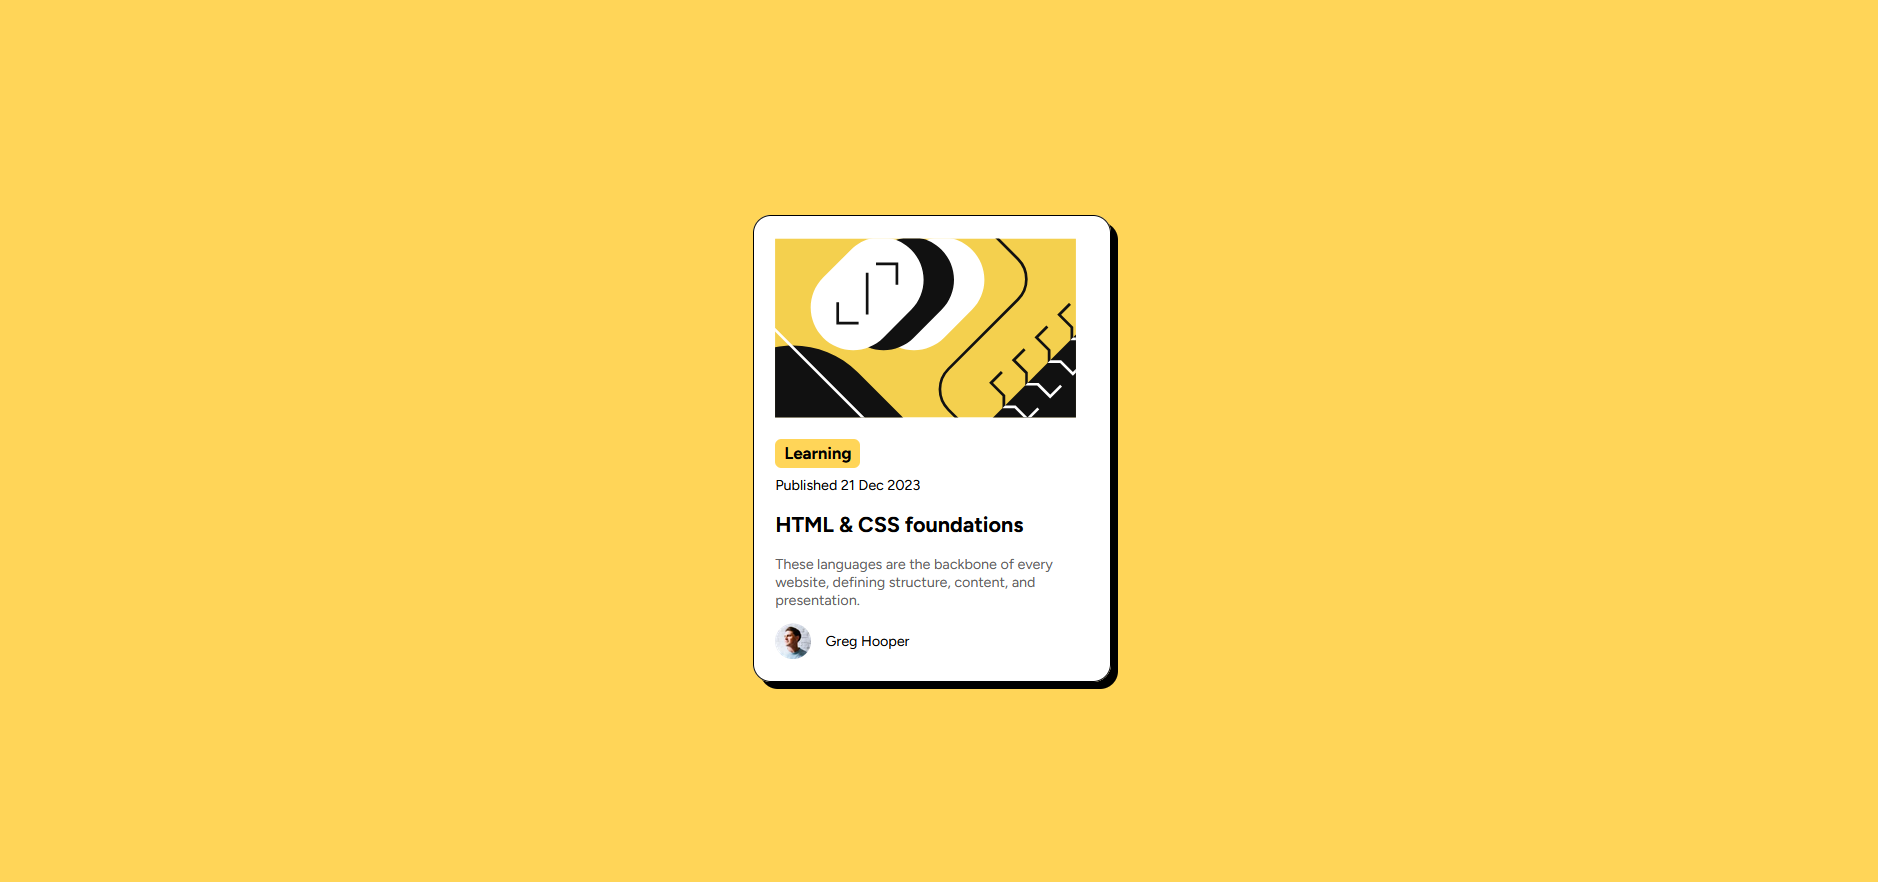 Learning
Published 21 Dec 2023
HTML & CSS foundations
These languages are the backbone of every
website, defining structure, content, and
presentation.
Greg Hooper